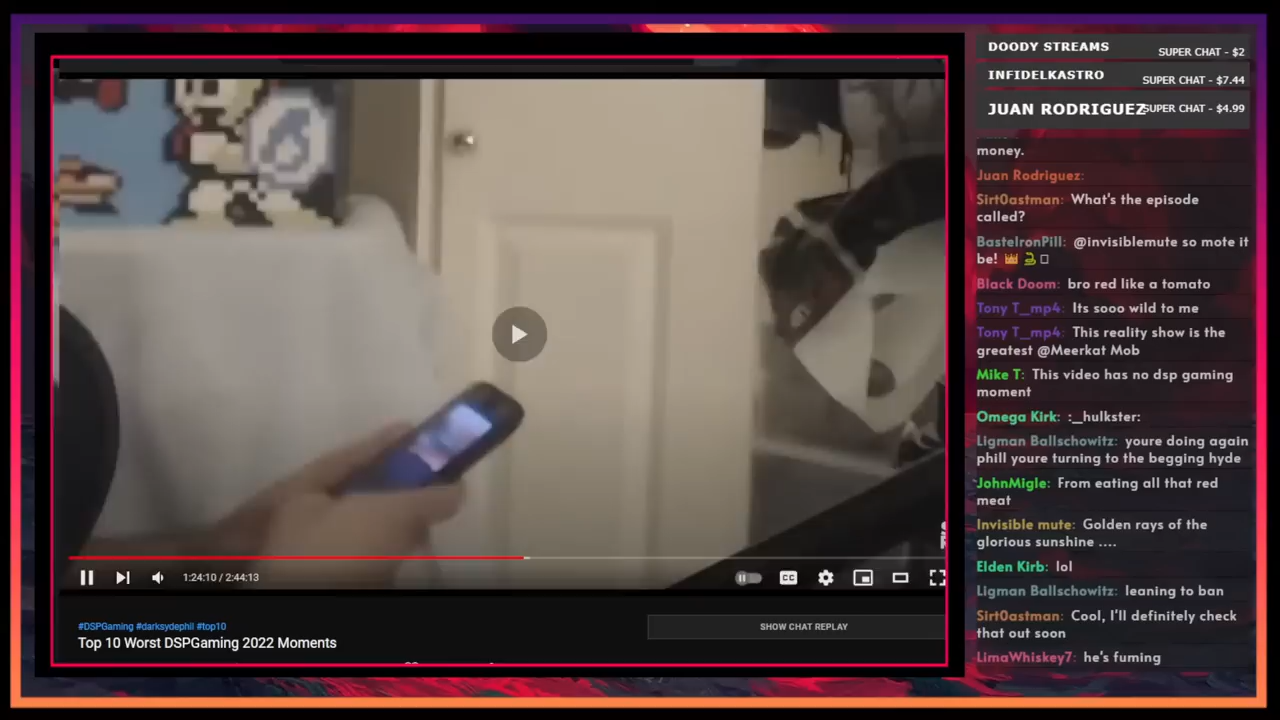 DOODY STREAMS
SUPER CHAT - $2
INFIDELKASTRO
SUPER CHAT - $7.44
JUAN RODRIGUEZ
SUPER CHAT - $4.99
money.
Juan Rodriguez:
Sirt0astman: What's the episode
called?
BasteIronPill: @invisiblemute so mote it
be!
Black Doom: bro red like a tomato
Tony T_mp4: Its sooo wild to me
Tony T_mp4: This reality show is the
greatest @Meerkat Mob
Mike T: This video has no dsp gaming
moment
Omega Kirk: :_hulkster:
Ligman Ballschowitz: youre doing again
phill youre turning to the begging hyde
JohnMigle: From eating all that red
meat
Invisible mute: Golden rays of the
glorious sunshine ....
Elden Kirb: lol
Ligman Ballschowitz: leaning to ban
Sirt0astman: Cool, I'll definitely check
that out soon
LimaWhiskey7: he's fuming
1:24:10 / 2:44:13
CC
#DSPGaming #darksydephil #top10
Top 10 Worst DSPGaming 2022 Moments
SHOW CHAT REPLAY